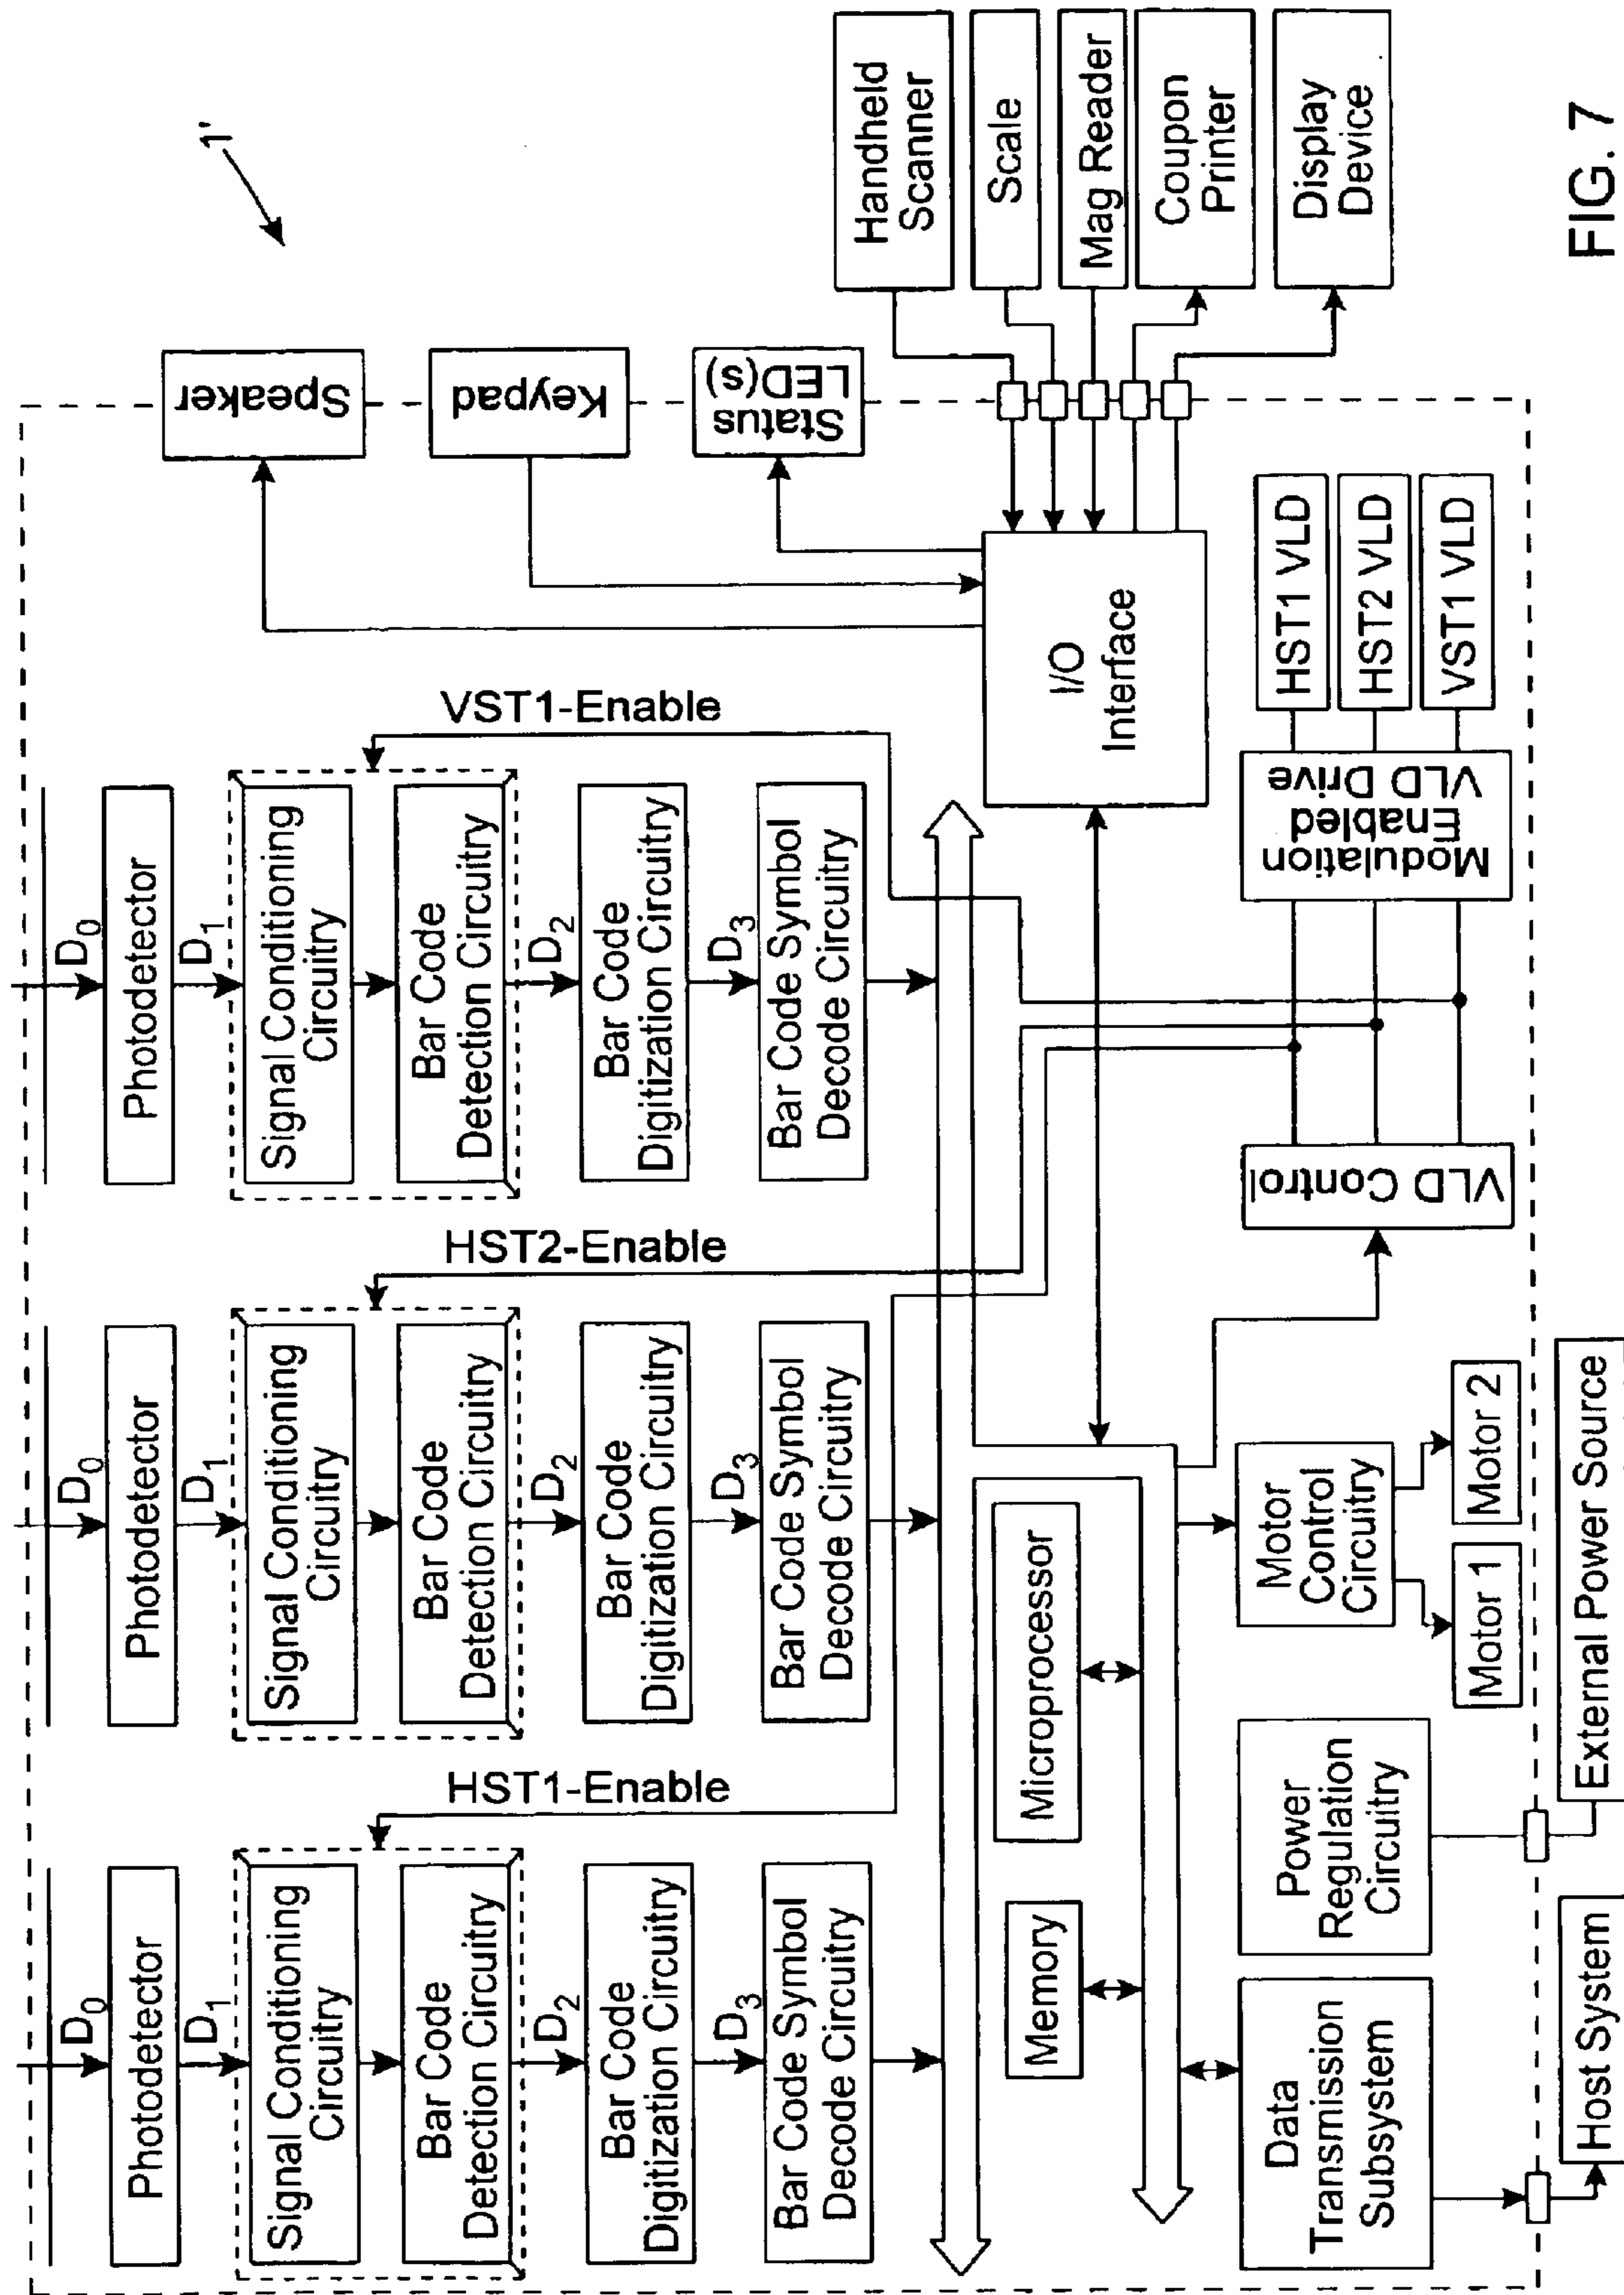 1'
D0
Photodetector
D1
Signal Conditioning
Circuitry
Bar Code
Detection Circuitry
D2
Bar Code
Digitization Circuitry
D3
Bar Code Symbol
Decode Circuitry
HST1-Enable
D0
Photodetector
D1
Signal Conditioning
Circuitry
Bar Code
Detection Circuitry
D2
Bar Code
Digitization Circuitry
D3
Bar Code Symbol
Decode Circuitry
HST2-Enable
D0
Photodetector
D1
Signal Conditioning
Circuitry
Bar Code
Detection Circuitry
D2
Bar Code
Digitization Circuitry
D3
Bar Code Symbol
Decode Circuitry
VST1-Enable
Speaker
Keypad
Status
LED(s)
Handheld
Scanner
Scale
Mag Reader
Coupon
Printer
Display
Device
I/O
Interface
Memory
Microprocessor
Data
Transmission
Subsystem
Power
Regulation
Circuitry
Motor
Control
Circuitry
Motor 1
Motor 2
VLD Control
Modulation
Enabled
VLD Drive
HST1 VLD
HST2 VLD
VST1 VLD
Host System
External Power Source
FIG. 7